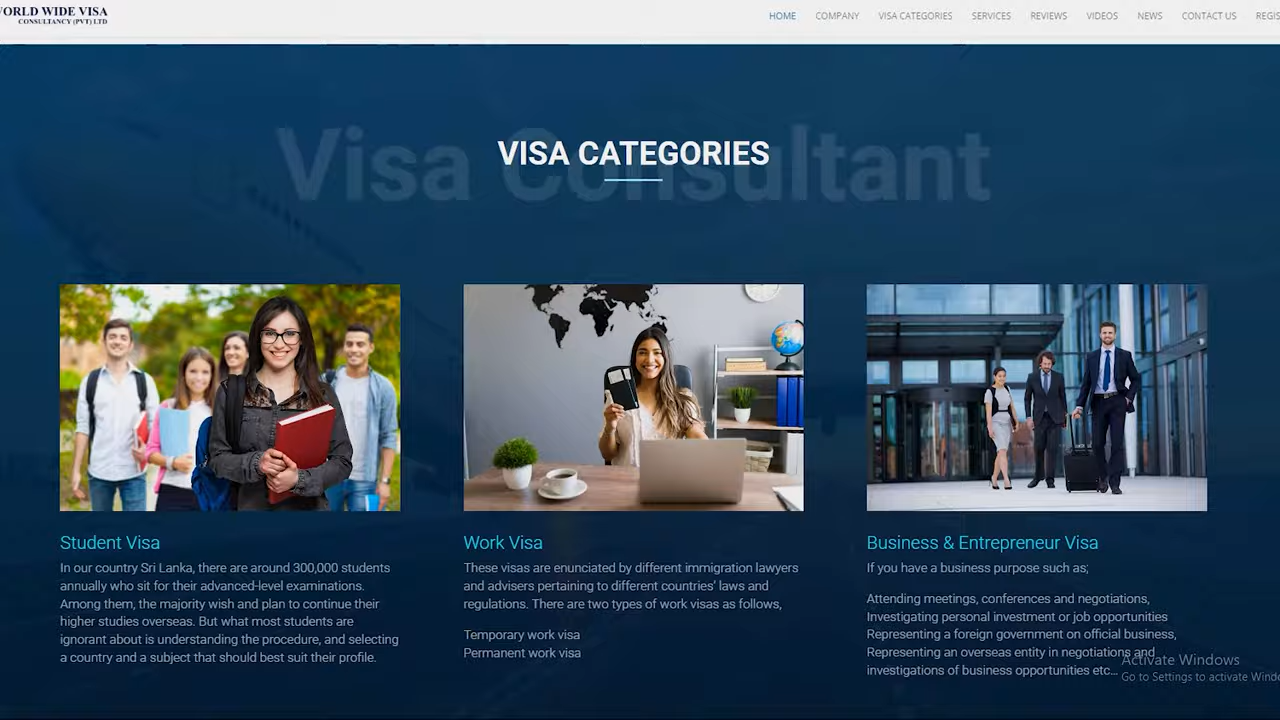 WORLD WIDE VISA
CONSULTANCY (PVT) LTD
HOME COMPANY VISA CATEGORIES SERVICES REVIEWS VIDEOS NEWS CONTACT US
Visa Consultant
VISA CATEGORIES
Student Visa
In our country Sri Lanka, there are around 300,000 students
annually who sit for their advanced-level examinations.
Among them, the majority wish and plan to continue their
higher studies overseas. But what most students are
ignorant about is understanding the procedure, and selecting
a country and a subject that should best suit their profile.
Work Visa
These visas are enunciated by different immigration lawyers
and advisers pertaining to different countries' laws and
regulations. There are two types of work visas as follows,
Temporary work visa
Permanent work visa
Business & Entrepreneur Visa
If you have a business purpose such as;
Attending meetings, conferences and negotiations,
Investigating personal investment or job opportunities
Representing a foreign government on official business,
Representing an overseas entity in negotiations and
investigations of business opportunities etc...
Activate Windows
Go to Settings to activate